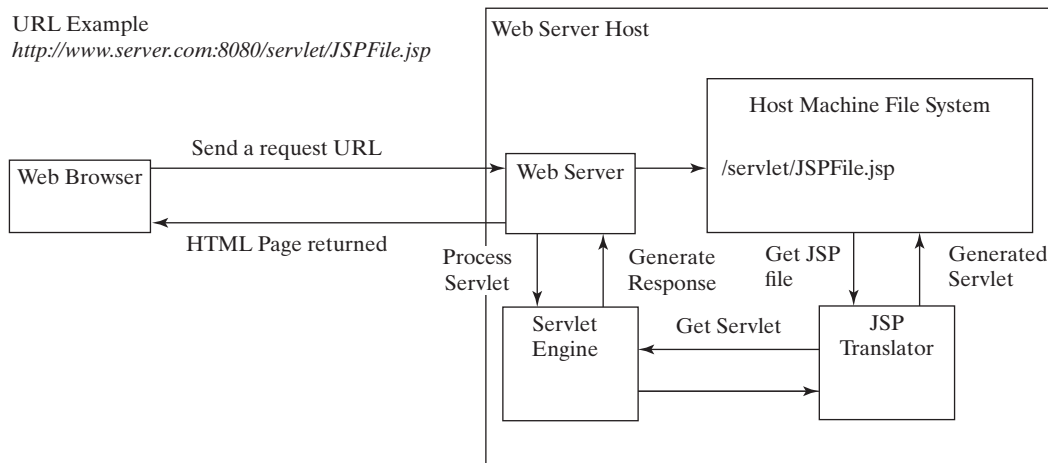 URL Example
http://www.server.com:8080/servlet/JSPFile.jsp
Web Server Host
Host Machine File System
Send a request URL
Web Browser
Web Server
/servlet/JSPFile.jsp
HTML Page returned
Process
Servlet
Generate
Response
Get JSP
file
Generated
Servlet
Servlet
Engine
Get Servlet
JSP
Translator